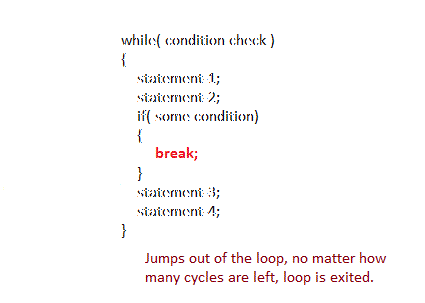 while( condition check )
{
statement-1;
statement-2;
if( some condition)
{
break;
}
statement-3;
statement-4;
}
Jumps out of the loop, no matter how
many cycles are left, loop is exited.